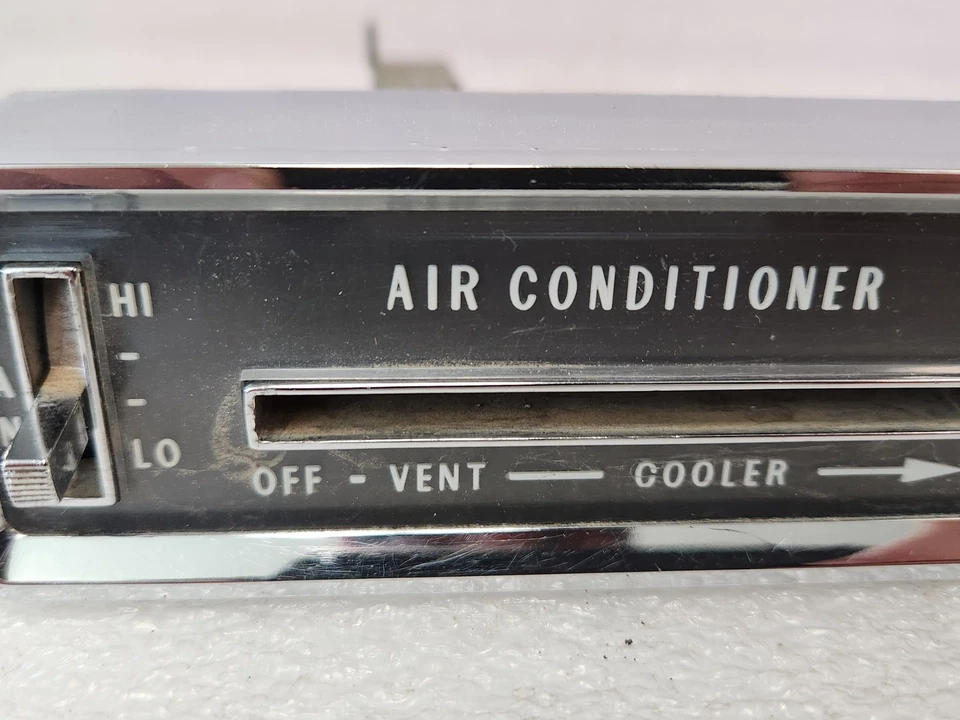 AIR CONDITIONER
HI
LO
OFF - VENT — COOLER →